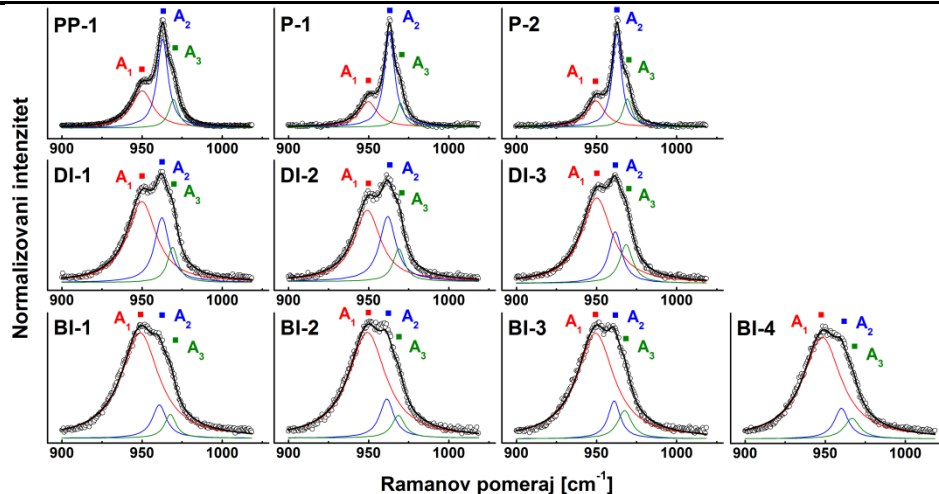 PP-1 A₁ A₂ A₃
P-1 A₁ A₂ A₃
P-2 A₁ A₂ A₃
900 950 1000
900 950 1000
900 950 1000
DI-1 A₁ A₂ A₃
DI-2 A₁ A₂ A₃
DI-3 A₁ A₂ A₃
900 950 1000
900 950 1000
900 950 1000
BI-1 A₁ A₂ A₃
BI-2 A₁ A₂ A₃
BI-3 A₁ A₂ A₃
BI-4 A₁ A₂ A₃
900 950 1000
900 950 1000
900 950 1000
900 950 1000
Normalizovani intenzitet
Ramanov pomeraj [cm⁻¹]